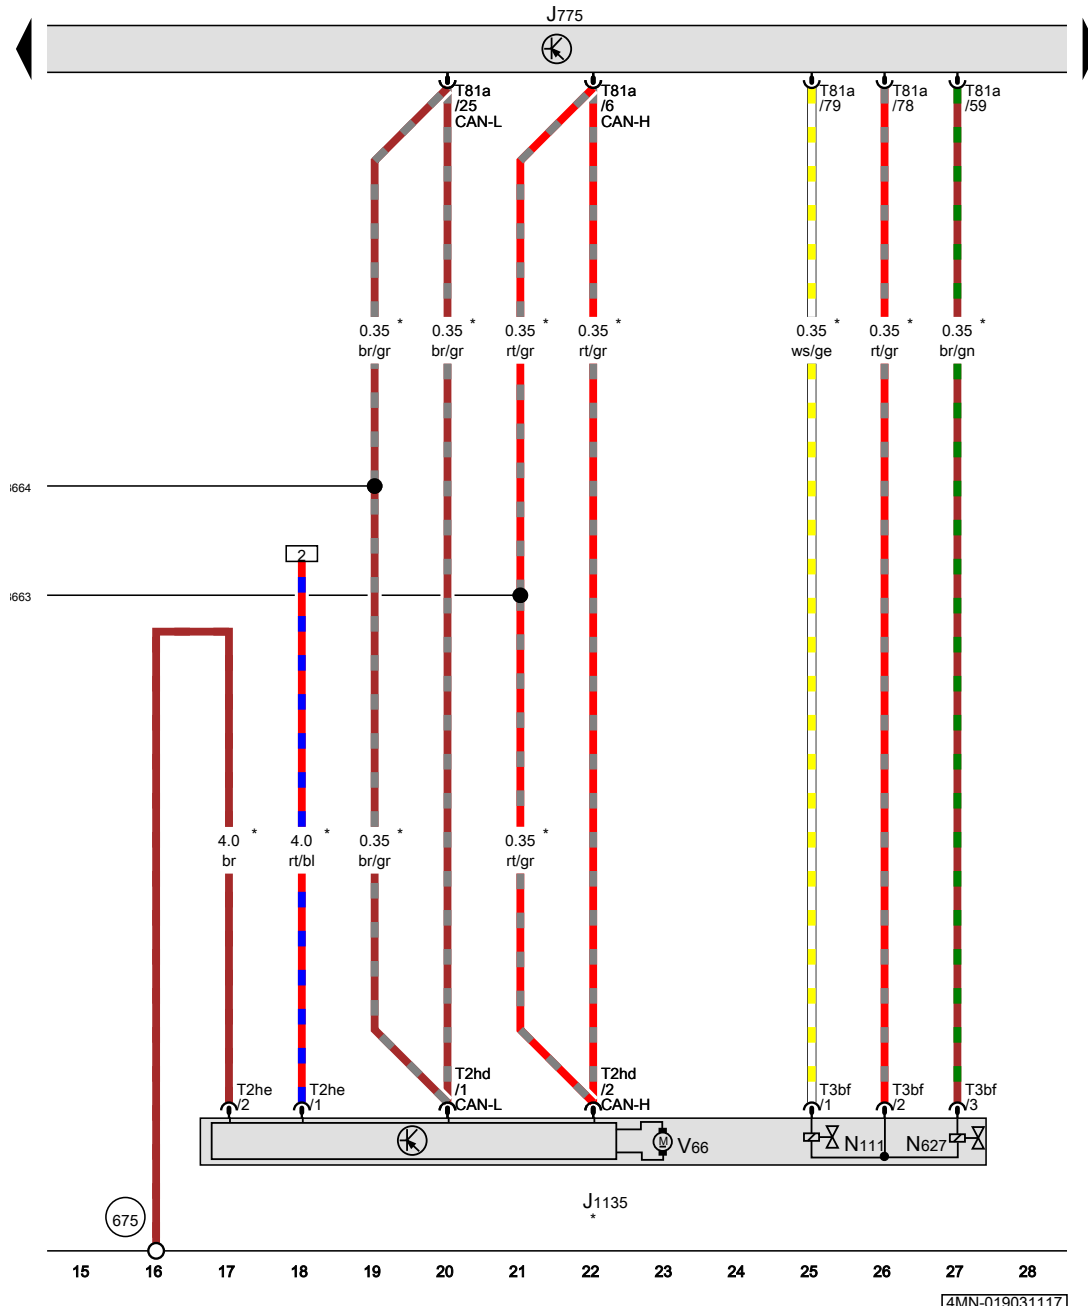 J775
T81a
/25
CAN-L
T81a
/6
CAN-H
T81a
/79
T81a
/78
T81a
/59
0.35 *
br/gr
0.35 *
br/gr
0.35 *
rt/gr
0.35 *
rt/gr
0.35 *
ws/ge
0.35 *
rt/gr
0.35 *
br/gn
664
2
663
4.0 *
br
4.0 *
rt/bl
0.35 *
br/gr
0.35 *
rt/gr
T2he
/2
T2he
/1
T2hd
/1
CAN-L
T2hd
/2
CAN-H
T3bf
/1
T3bf
/2
T3bf
/3
M
V66
N111
N627
J1135
*
675
15 16 17 18 19 20 21 22 23 24 25 26 27 28
4MN-019031117